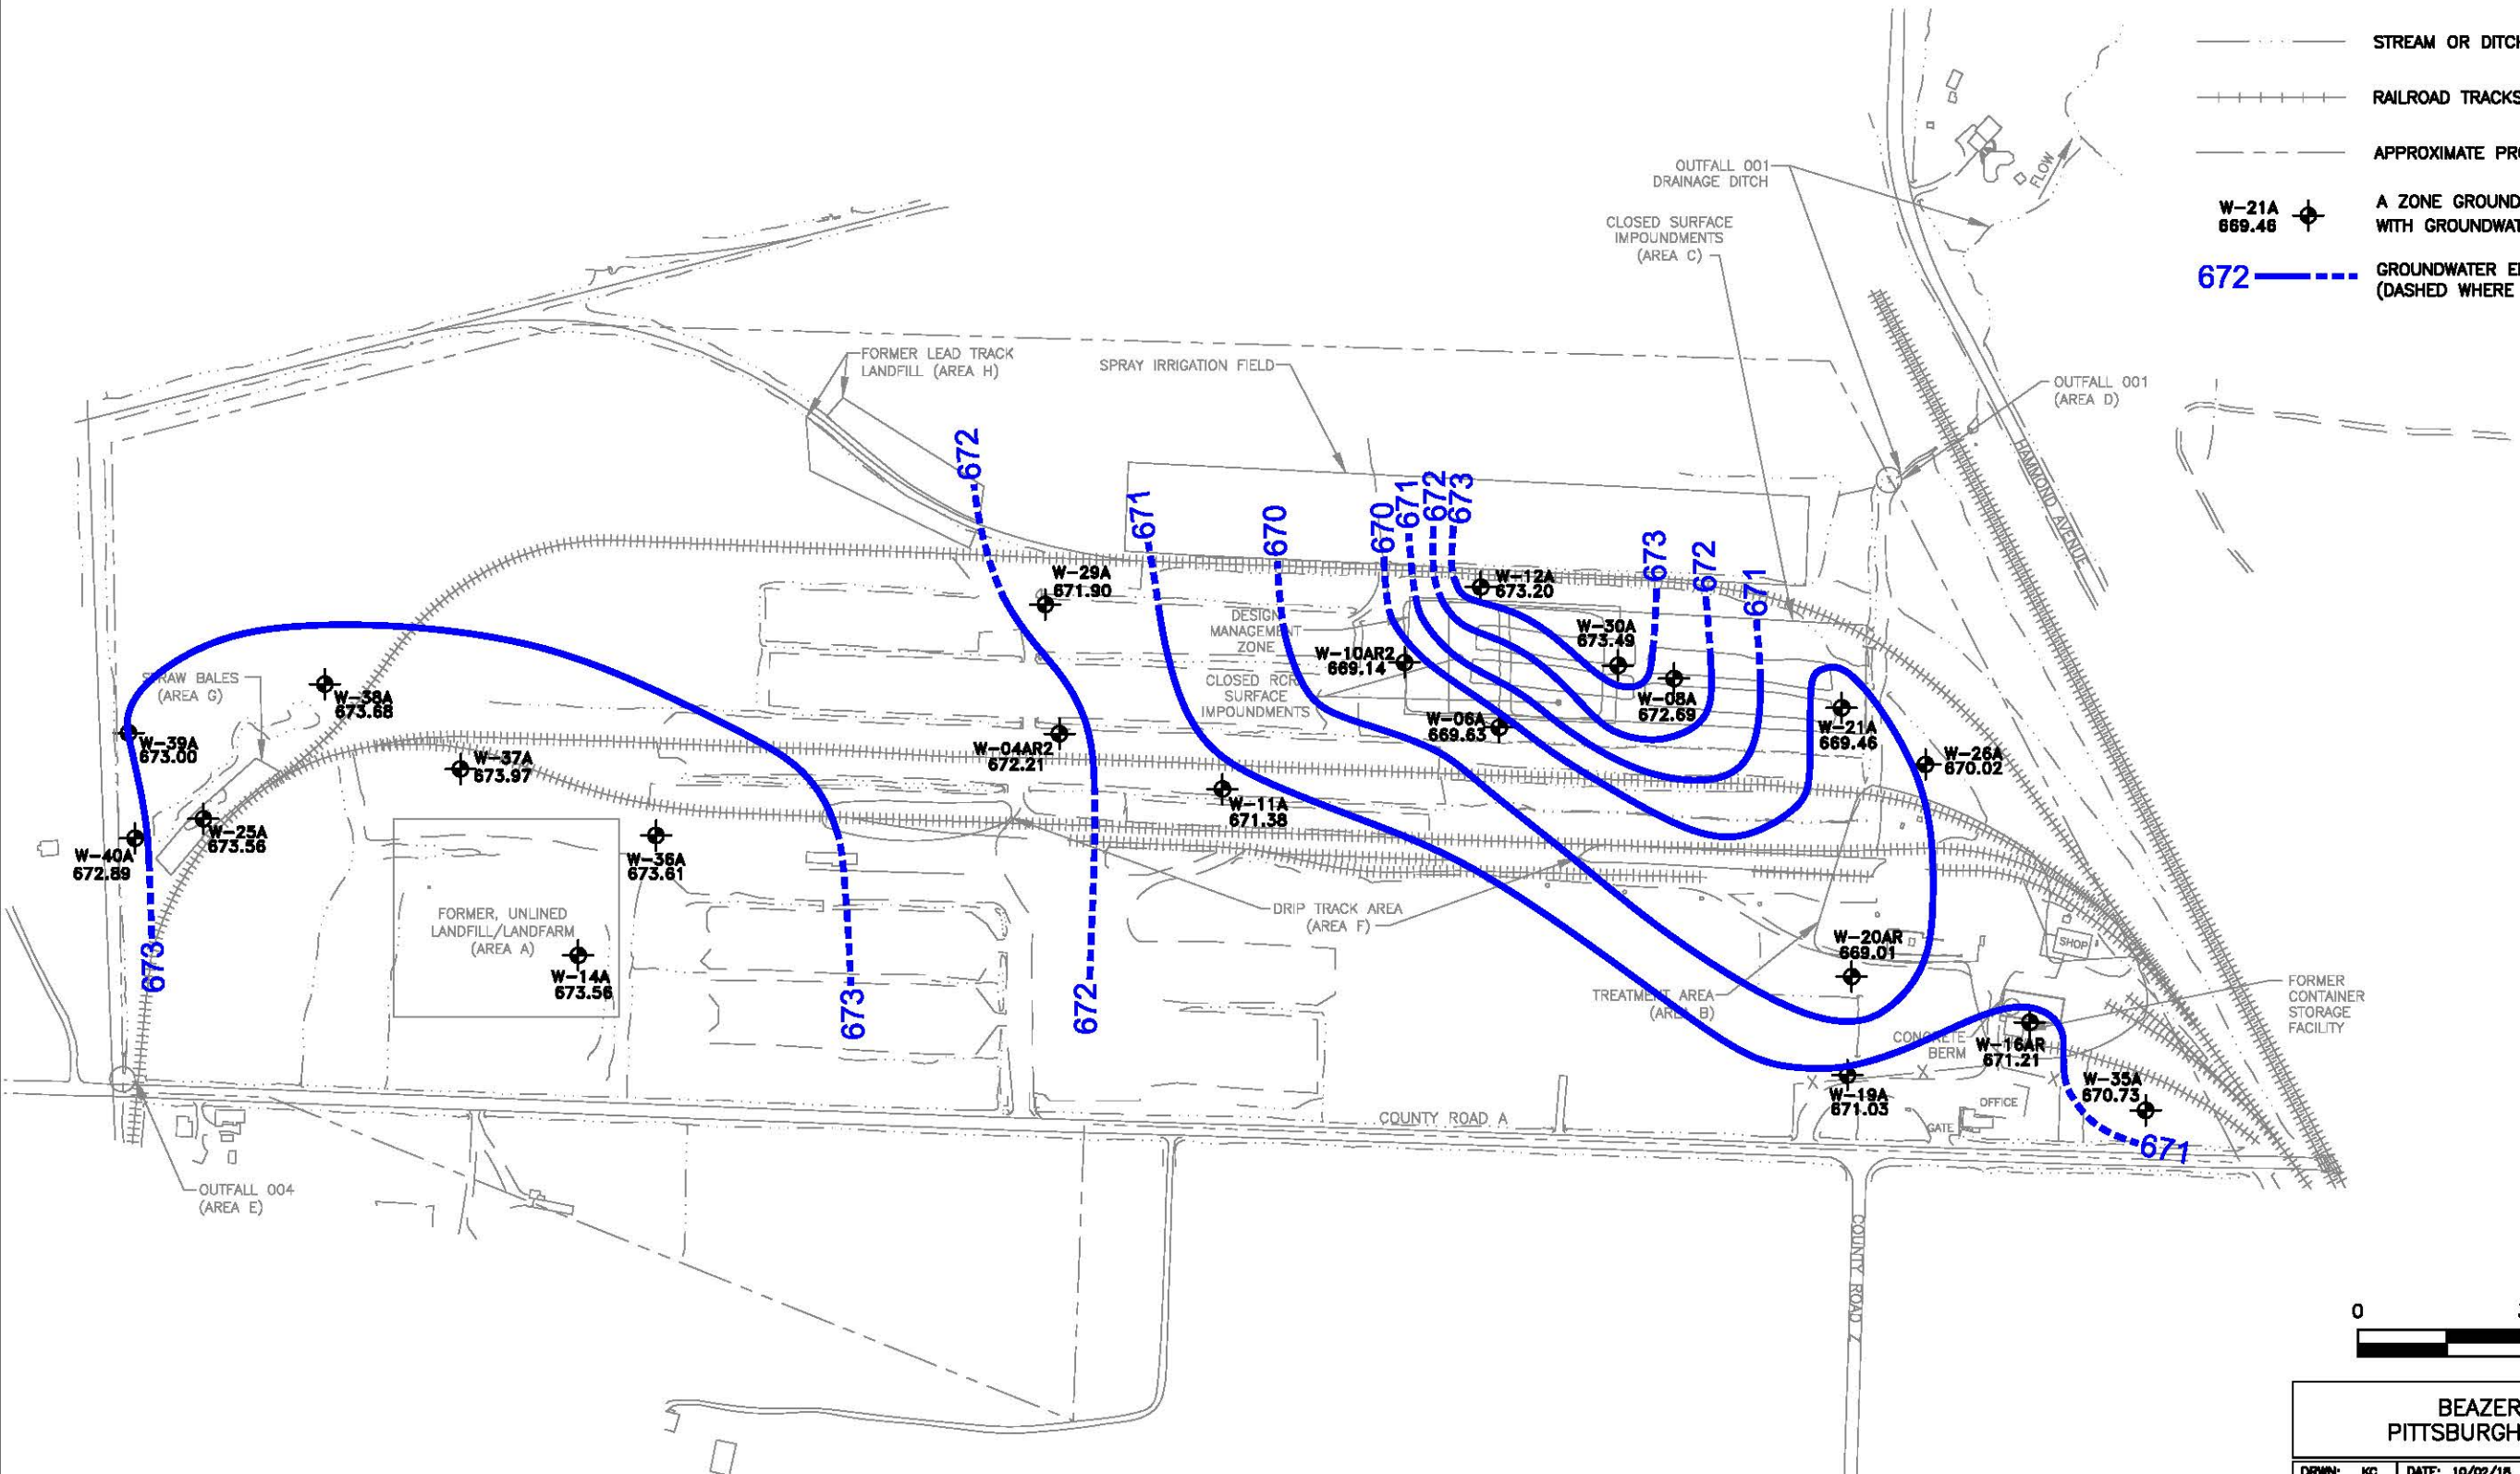 STREAM OR DITCH
RAILROAD TRACKS
APPROXIMATE
W-21A
669.46
A ZONE GROUND
WITH
672
GROUNDWATER
(DASHED WHERE
OUTFALL 001
DRAINAGE DITCH
FLOW
CLOSED SURFACE
IMPOUNDMENTS
(AREA C)
FORMER LEAD TRACK
LANDFILL (AREA H)
SPRAY IRRIGATION FIELD
OUTFALL 001
(AREA D)
HAMMOND AVENUE
672
671
670
670
671
672
673
673
672
671
W-29A
671.90
W-12A
673.20
DESIGN
MANAGEMENT
ZONE
W-30A
673.49
W-10AR2
669.14
CLOSED RCRA
SURFACE
IMPOUNDMENTS
W-08A
672.69
STRAW BALES
(AREA G)
W-38A
673.68
W-06A
669.63
W-21A
669.46
W-39A
673.00
W-37A
673.97
W-04AR2
672.21
W-26A
670.02
W-11A
671.38
W-25A
673.56
W-40A
672.89
W-36A
673.61
FORMER, UNLINED
LANDFILL/LANDFARM
(AREA A)
DRIP TRACK AREA
(AREA F)
W-14A
673.56
673
673
672
W-20AR
669.01
SHOP
TREATMENT AREA
(AREA B)
FORMER
CONTAINER
STORAGE
FACILITY
CONCRETE
BERM
W-16AR
671.21
W-19A
671.03
W-35A
670.73
OFFICE
GATE
671
COUNTY ROAD A
OUTFALL 004
(AREA E)
COUNTY ROAD Z
0
BEAZER
PITTSBURGH
DRWN: KC DATE: 10/02/15